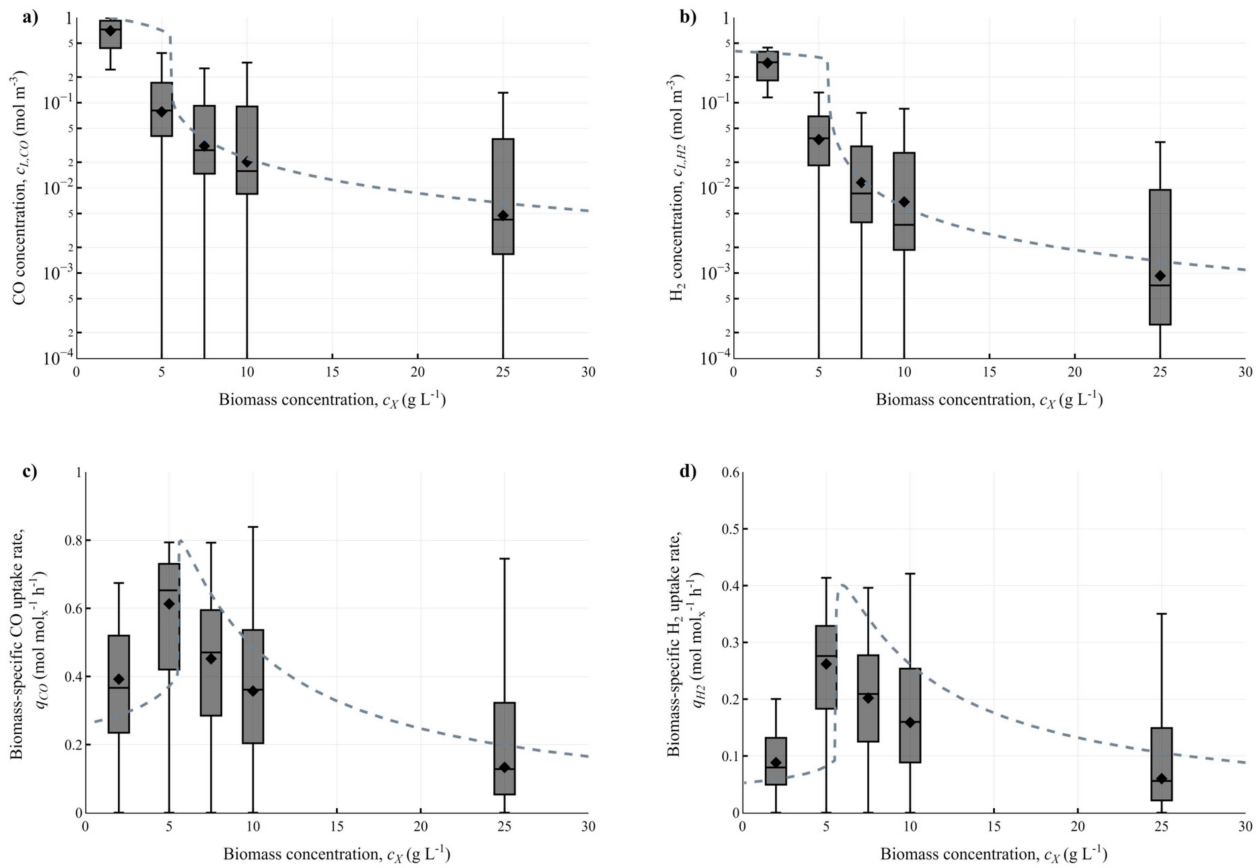 a)
CO concentration, c_L,CO (mol m⁻³)
1
5
2
10⁻¹
5
2
10⁻²
5
2
10⁻³
5
2
10⁻⁴
0 5 10 15 20 25 30
Biomass concentration, c_X (g L⁻¹)
b)
H₂ concentration, c_L,H2 (mol m⁻³)
1
5
2
10⁻¹
5
2
10⁻²
5
2
10⁻³
5
2
10⁻⁴
0 5 10 15 20 25 30
Biomass concentration, c_X (g L⁻¹)
c)
Biomass-specific CO uptake rate,
q_CO (mol mol_x⁻¹ h⁻¹)
1
0.8
0.6
0.4
0.2
0
0 5 10 15 20 25 30
Biomass concentration, c_X (g L⁻¹)
d)
Biomass-specific H₂ uptake rate,
q_H2 (mol mol_x⁻¹ h⁻¹)
0.6
0.5
0.4
0.3
0.2
0.1
0
0 5 10 15 20 25 30
Biomass concentration, c_X (g L⁻¹)